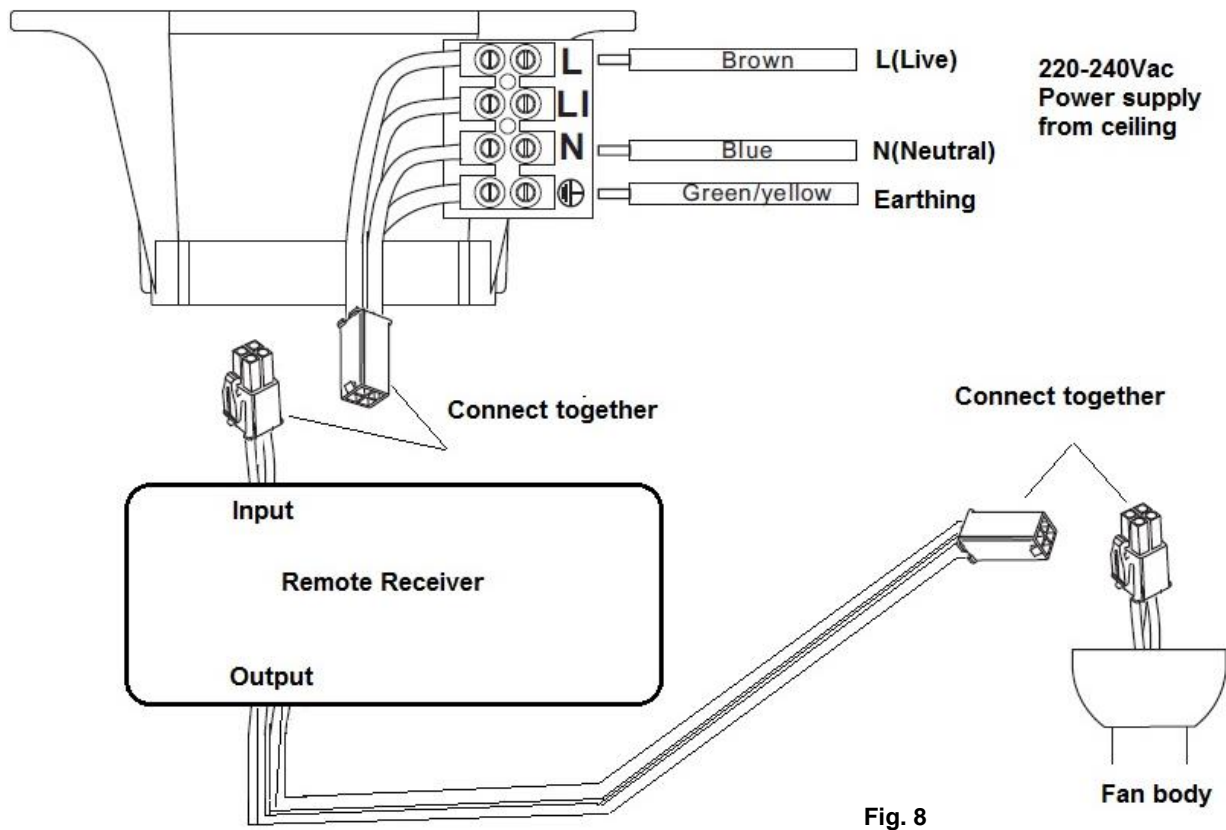 L
Brown
L(Live)
220-240Vac
Power supply
from ceiling
LI
N
Blue
N(Neutral)
Green/yellow
Earthing
Connect together
Connect together
Input
Remote Receiver
Output
Fan body
Fig. 8